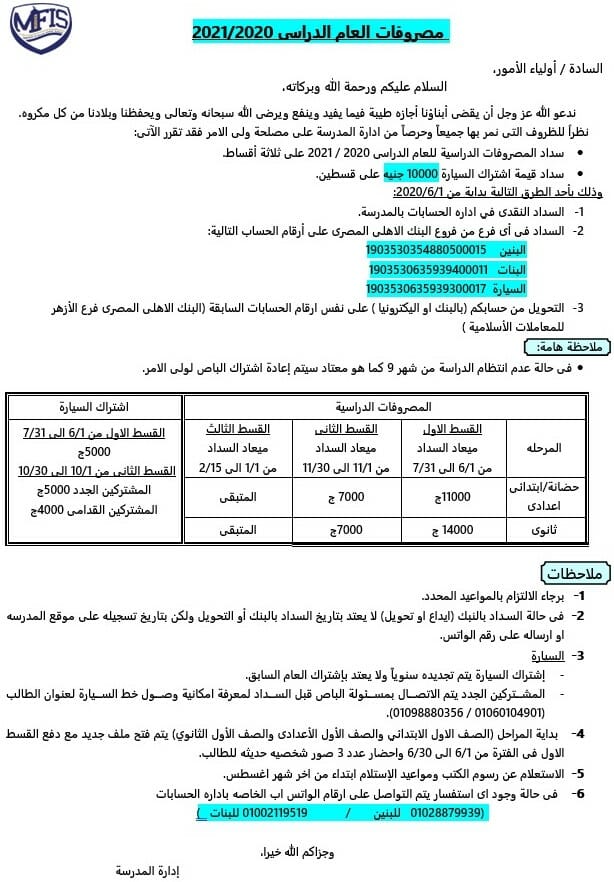 MFIS
مصروفات العام الدراسى 2021/2020
السادة / أولياء الأمور،
السلام عليكم ورحمة الله وبركاته،
ندعو الله عز وجل أن يقضى أبناؤنا أجازه طيبة فيما يفيد وينفع ويرضى الله سبحانه وتعالى ويحفظنا وبلادنا من كل مكروه.
نظراً للظروف التى نمر بها جميعاً وحرصاً من ادارة المدرسة على مصلحة ولى الامر فقد تقرر الآتى:
• سداد المصروفات الدرسية للعام الدراسى 2020 / 2021 على ثلاثة أقساط.
• سداد قيمة اشتراك السيارة 10000 جنيه على قسطين.
وذلك بأحد الطرق التالية بداية من 2020/6/1:
1- السداد النقدى في اداره الحسابات بالمدرسة.
2- السداد فى أى فرع من فروع البنك الاهلى المصرى على أرقام الحساب التالية:
البنين 1903530354880500015
البنات 1903530635939400011
السيارة 1903530635939300017
3- التحويل من حسابكم (بالبنك او اليكترونيا ) على نفس ارقام الحسابات السابقة (البنك الاهلى المصرى فرع الأزهر
للمعاملات الأسلامية )
ملاحظة هامة:
• فى حالة عدم انتظام الدراسة من شهر 9 كما هو معتاد سيتم إعادة اشتراك الباص لولى الامر.
المصروفات الدراسية
اشتراك السيارة
المرحله
القسط الأول
ميعاد السداد
من 6/1 الى 7/31
القسط الثانى
ميعاد السداد
من 11/1 الى 11/30
القسط الثالث
ميعاد السداد
من 1/1 الى 2/15
القسط الاول من 6/1 الى 7/31
5000ج
القسط الثانى من 10/1 الى 10/30
المشتركين الجدد 5000ج
المشتركين القدامى 4000ج
حضانة/ابتدائى
اعدادى
11000ج
7000 ج
المتبقى
ثانوى
14000 ج
7000ج
المتبقى
ملاحظات
1- برجاء الالتزام بالمواعيد المحدد.
2- فى حالة السداد بالنبك (ايداع او تحويل) لا يعتد بتاريخ السداد بالبنك أو التحويل ولكن بتاريخ تسجيله على موقع المدرسه
او ارساله على رقم الواتس.
3- السيارة
- إشتراك السيارة يتم تجديده سنوياً ولا يعتد بإشتراك العام السابق.
- المشتركين الجدد يتم الاتصال بمسئولة الباص قبل السداد لمعرفة امكانية وصول خط السيارة لعنوان الطالب
(01098880356 / 01060104901).
4- بداية المراحل (الصف الاول الابتدائي والصف الأول الأعدادى والصف الأول الثانوي) يتم فتح ملف جديد مع دفع القسط
الاول فى الفترة من 6/1 الى 6/30 واحضار عدد 3 صور شخصيه حديثه للطالب.
5- الاستعلام عن رسوم الكتب ومواعيد الإستلام ابتداء من اخر شهر اغسطس.
6- فى حالة وجود اى استفسار يتم التواصل على ارقام الواتس اب الخاصه باداره الحسابات
(01028879939 للبنين / 01002119519 للبنات )
وجزاكم الله خيرا،
إدارة المدرسة